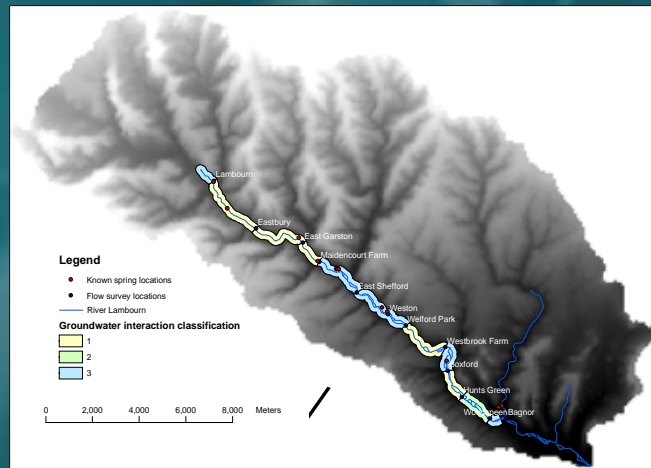 Lambourn
Eastbury
East Garston
Maidencourt Farm
East Shefford
Weston
Welford Park
Westbrook Farm
Boxford
Hunts Green
Bagnor
Legend
Known spring locations
Flow survey locations
River Lambourn
Groundwater interaction classification
1
2
3
0 2,000 4,000 6,000 8,000 Meters